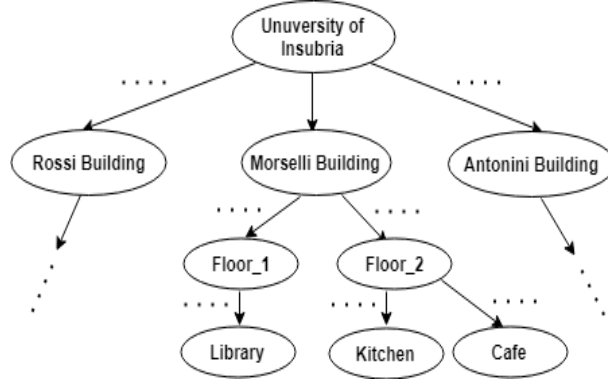 Unuversity of
Insubria
Rossi Building
Morselli Building
Antonini Building
Floor_1
Floor_2
Library
Kitchen
Cafe